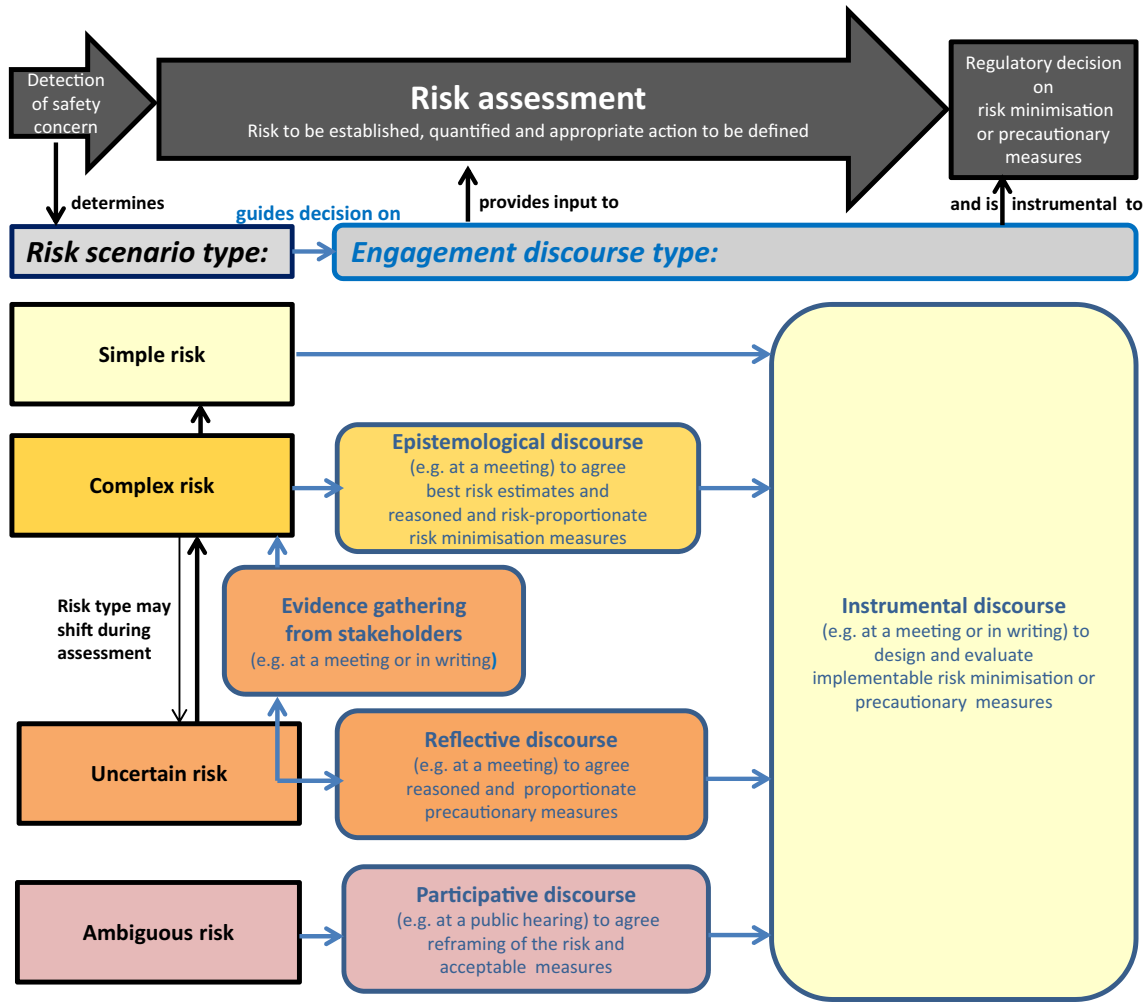 Detection
of safety
concern
Risk assessment
Risk to be established, quantified and appropriate action to be defined
Regulatory decision
on
risk minimisation
or precautionary
measures
determines
guides decision on
provides input to
and is instrumental to
Risk scenario type:
Engagement discourse type:
Simple risk
Complex risk
Epistemological discourse
(e.g. at a meeting) to agree
best risk estimates and
reasoned and risk-proportionate
risk minimisation measures
Risk type may
shift during
assessment
Evidence gathering
from stakeholders
(e.g. at a meeting or in writing)
Instrumental discourse
(e.g. at a meeting or in writing) to
design and evaluate
implementable risk minimisation or
precautionary measures
Uncertain risk
Reflective discourse
(e.g. at a meeting) to agree
reasoned and proportionate
precautionary measures
Ambiguous risk
Participative discourse
(e.g. at a public hearing) to agree
reframing of the risk and
acceptable measures